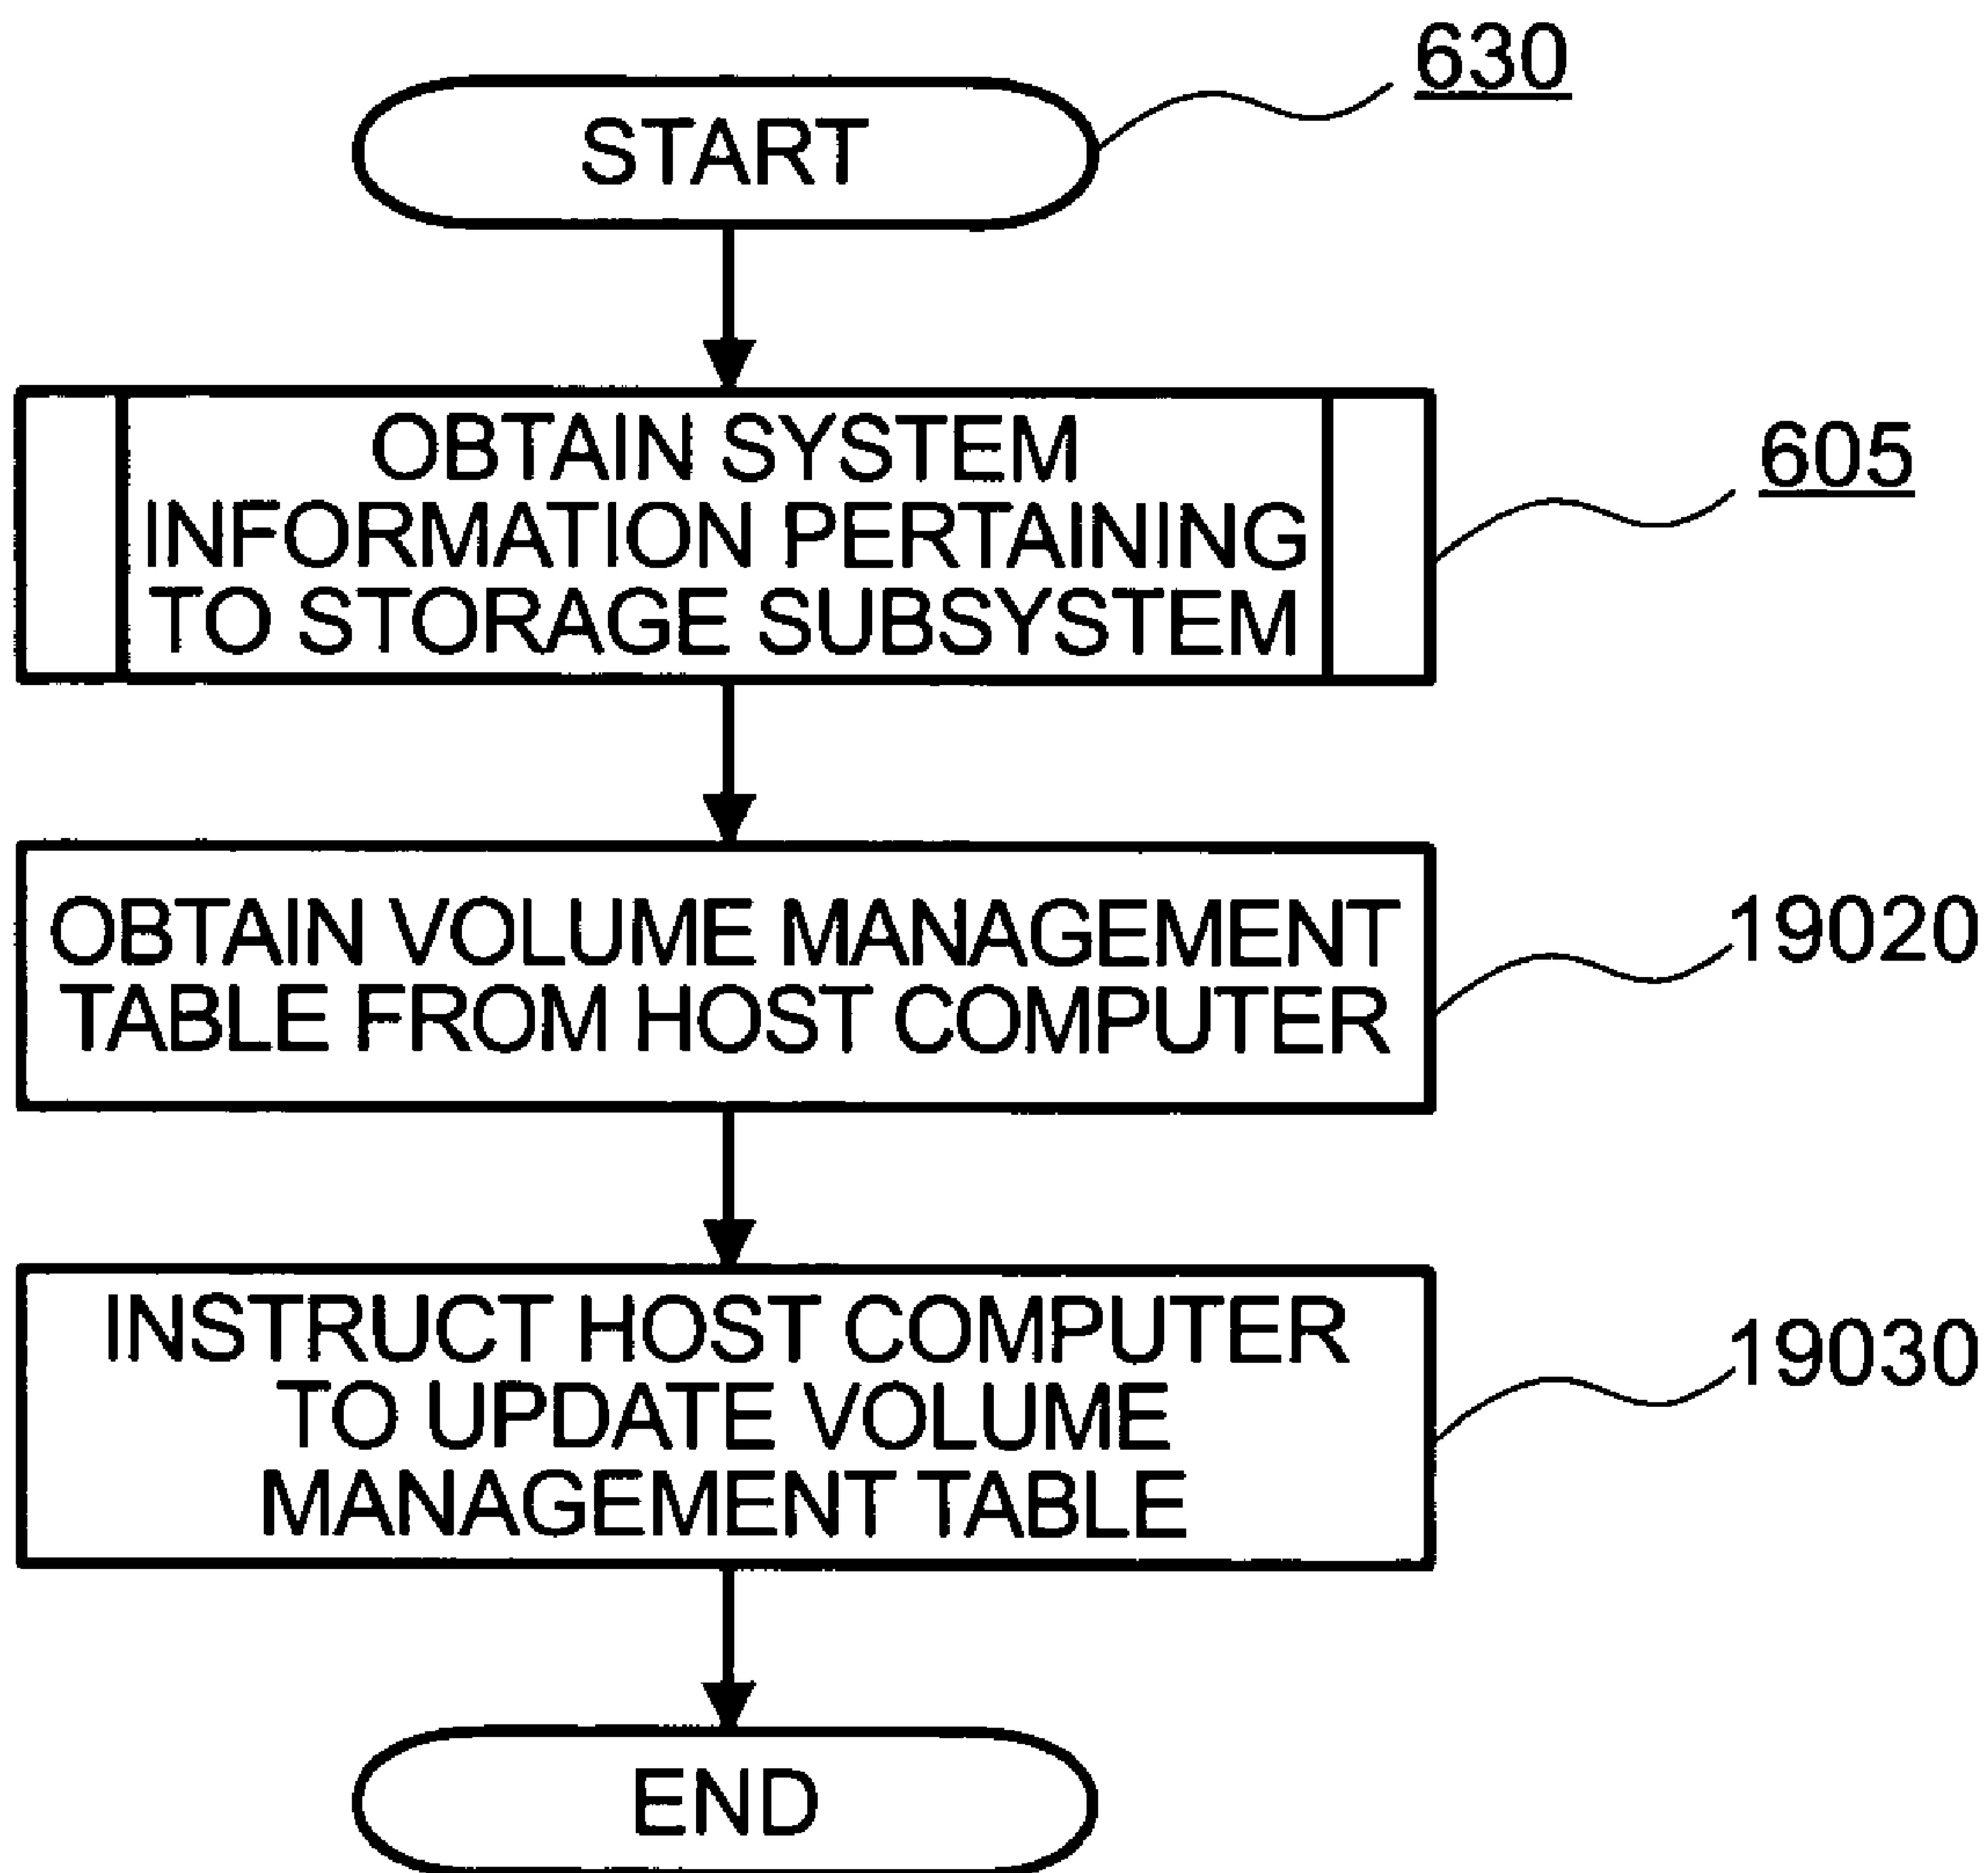 START
630
OBTAIN SYSTEM
INFORMATION PERTAINING
TO STORAGE SUBSYSTEM
605
OBTAIN VOLUME MANAGEMENT
TABLE FROM HOST COMPUTER
19020
INSTRUCT HOST COMPUTER
TO UPDATE VOLUME
MANAGEMENT TABLE
19030
END